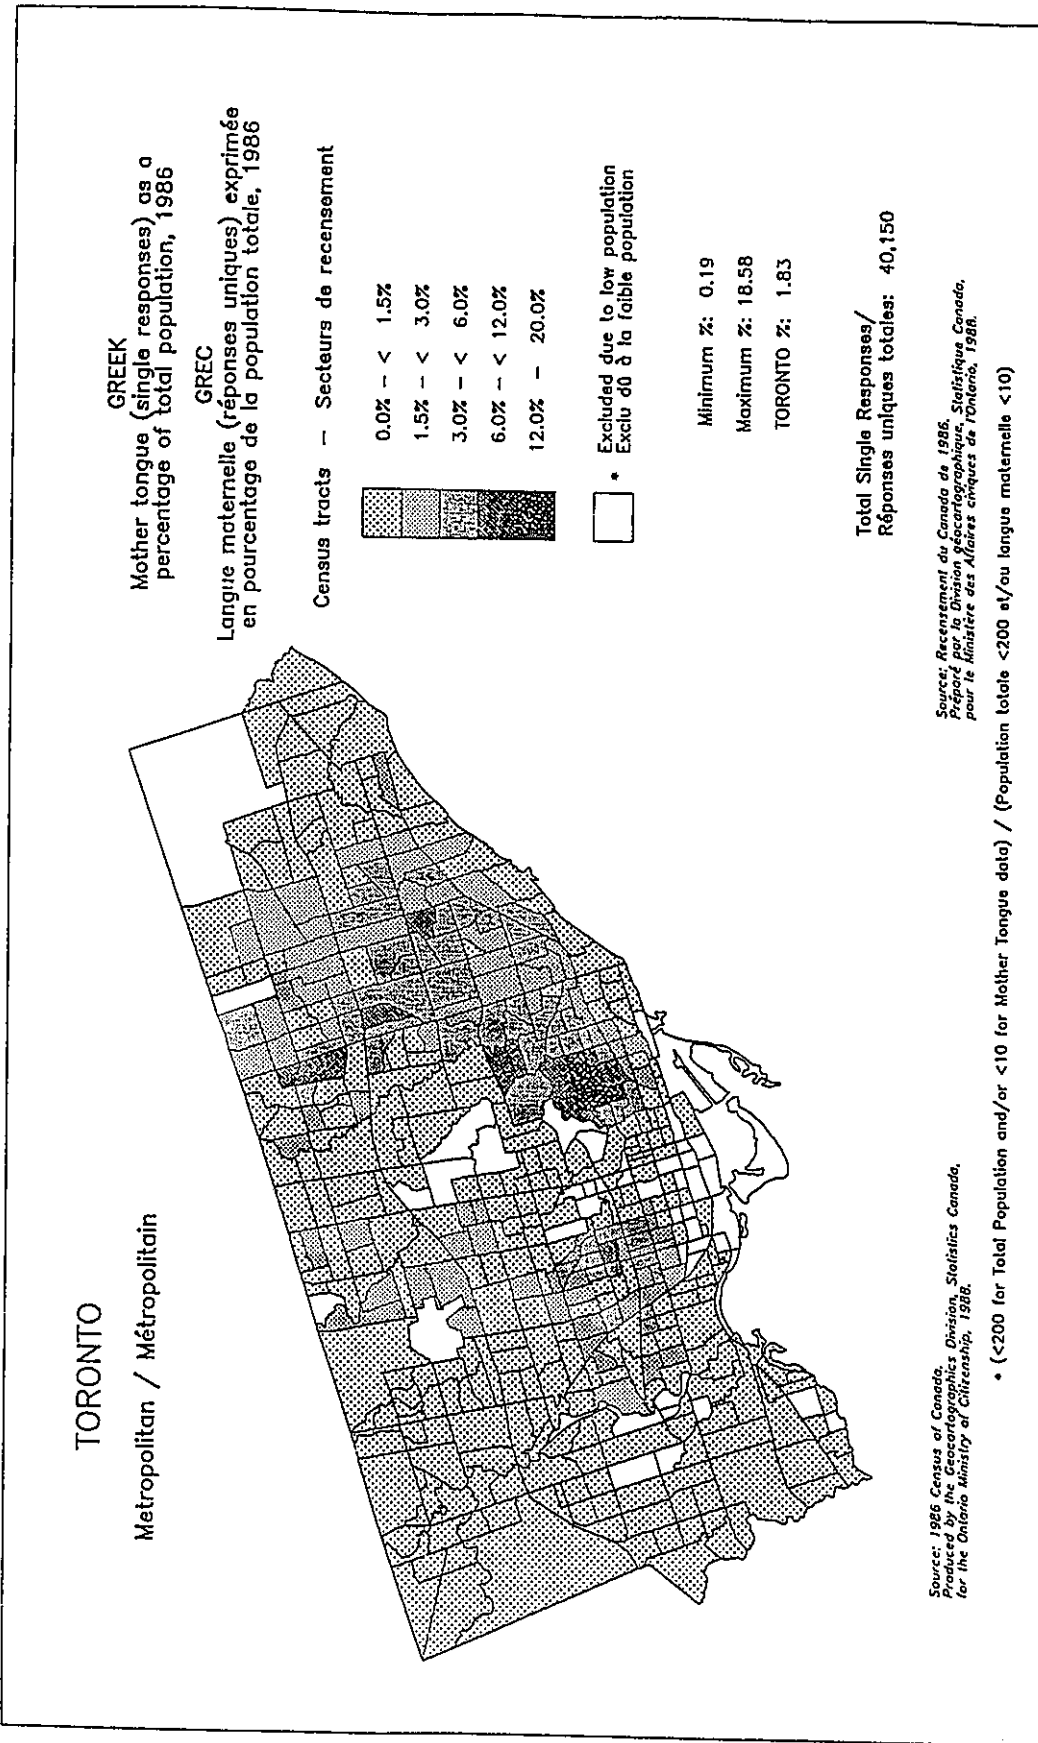 TORONTO
Metropolitan / Métropolitain
GREEK
Mother tongue (single responses) as a
percentage of total population, 1986
GREC
Langue maternelle (réponses uniques) exprimée
en pourcentage de la population totale, 1986
Census tracts – Secteurs de recensement
0.0% – < 1.5%
1.5% – < 3.0%
3.0% – < 6.0%
6.0% – < 12.0%
12.0% – 20.0%
* Excluded due to low population
Exclu dû à la faible population
Minimum %: 0.19
Maximum %: 18.58
TORONTO %: 1.83
Total Single Responses/
Réponses uniques totales: 40,150
Source: 1986 Census of Canada.
Produced by the Geocartographics Division, Statistics Canada,
for the Ontario Ministry of Citizenship, 1988.
Source: Recensement du Canada de 1986.
Préparé par la Division géocartographique, Statistique Canada,
pour le Ministère des Affaires civiques de l'Ontario, 1988.
* (<200 for Total Population and/or <10 for Mother Tongue data) / (Population totale <200 et/ou langue maternelle <10)